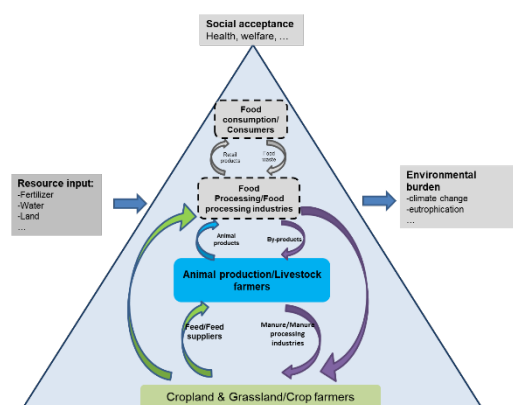 Social acceptance
Health, welfare, ...
Food
consumption/
Consumers
Retail
products
Food
waste
Resource input:
-Fertilizer
-Water
-Land
...
Food
Processing/Food
processing industries
Environmental
burden
-climate change
-eutrophication
...
Animal
products
By-products
Animal production/Livestock
farmers
Feed/Feed
suppliers
Manure/Manure
processing
industries
Cropland & Grassland/Crop farmers